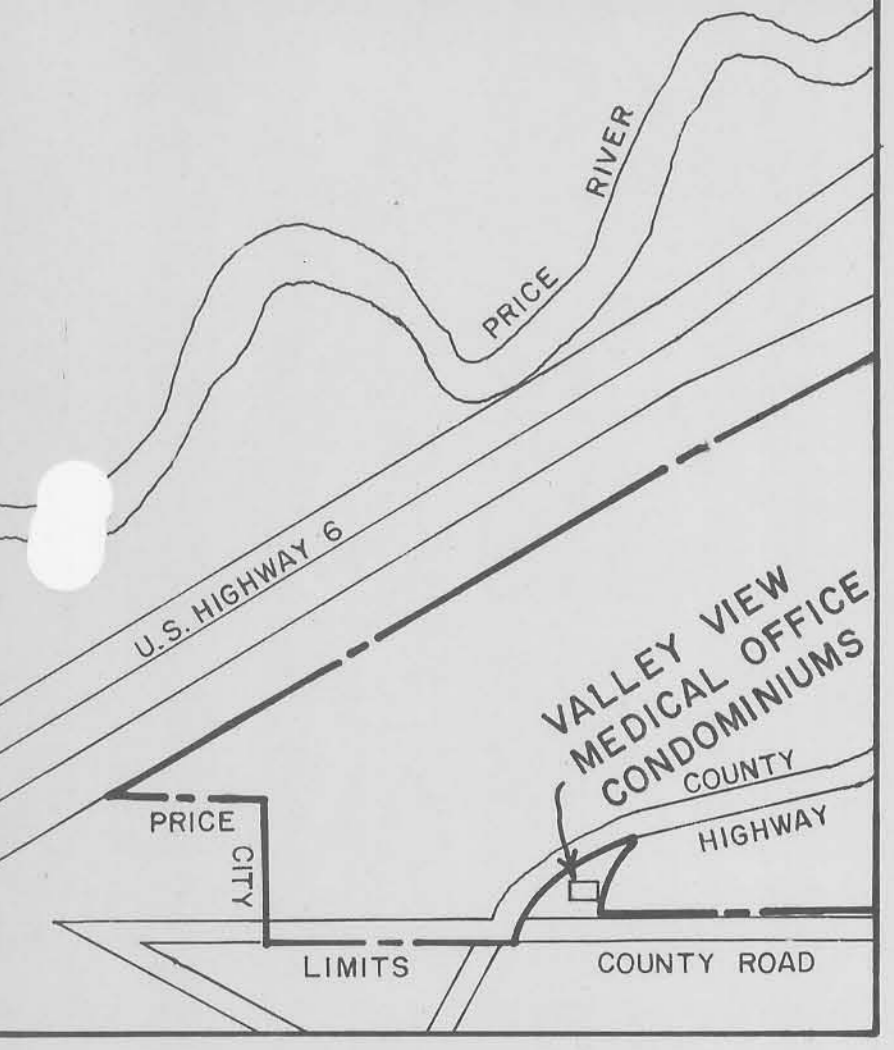 PRICE RIVER
U.S. HIGHWAY 6
VALLEY VIEW
MEDICAL OFFICE
CONDOMINIUMS
COUNTY
HIGHWAY
PRICE
CITY
LIMITS
COUNTY ROAD